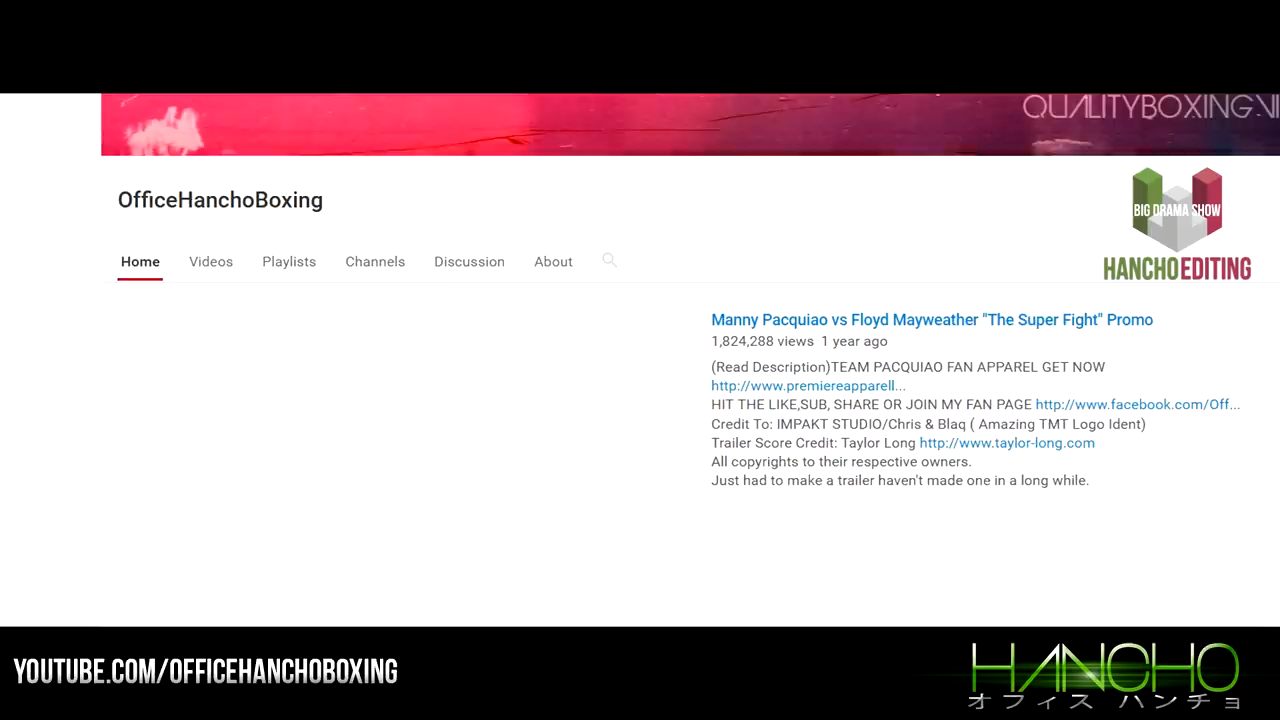 QUALITYBOXING.VI
OfficeHanchoBoxing
BIG DRAMA SHOW
HANCHOEDITING
Home Videos Playlists Channels Discussion About
Manny Pacquiao vs Floyd Mayweather "The Super Fight" Promo
1,824,288 views 1 year ago
(Read Description)TEAM PACQUIAO FAN APPAREL GET NOW
http://www.premiereapparell...
HIT THE LIKE,SUB, SHARE OR JOIN MY FAN PAGE http://www.facebook.com/Off...
Credit To: IMPAKT STUDIO/Chris & Blaq ( Amazing TMT Logo Ident)
Trailer Score Credit: Taylor Long http://www.taylor-long.com
All copyrights to their respective owners.
Just had to make a trailer haven't made one in a long while.
YOUTUBE.COM/OFFICEHANCHOBOXING
HANCHO
オフィス ハンチョ